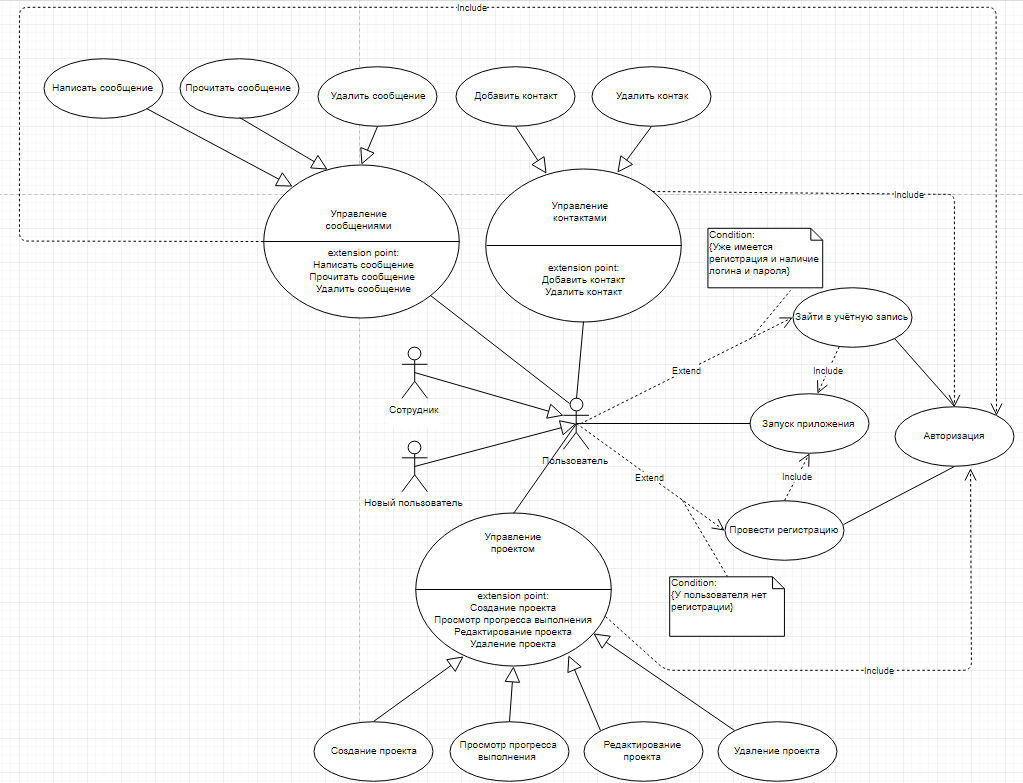 Include
Написать сообщение
Прочитать сообщение
Удалить сообщение
Добавить контакт
Удалить контак
Управление
сообщениями
extension point:
Написать сообщение
Прочитать сообщение
Удалить сообщение
Управление
контактами
extension point:
Добавить контакт
Удалить контакт
Include
Condition:
{Уже имеется
регистрация и наличие
логина и пароля}
Зайти в учётную запись
Extend
Include
Сотрудник
Запуск приложения
Авторизация
Пользователь
Новый пользователь
Extend
Include
Провести регистрацию
Управление
проектом
extension point:
Создание проекта
Просмотр прогресса выполнения
Редактирование проекта
Удаление проекта
Condition:
{У пользователя нет
регистрации}
Include
Создание проекта
Просмотр прогресса
выполнения
Редактирование
проекта
Удаление проекта